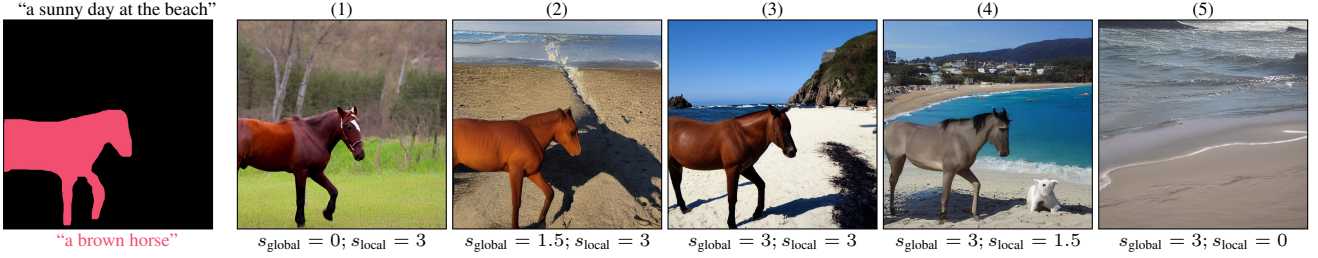 “a sunny day at the beach”
(1)
(2)
(3)
(4)
(5)
“a brown horse”
s_global = 0; s_local = 3
s_global = 1.5; s_local = 3
s_global = 3; s_local = 3
s_global = 3; s_local = 1.5
s_global = 3; s_local = 0